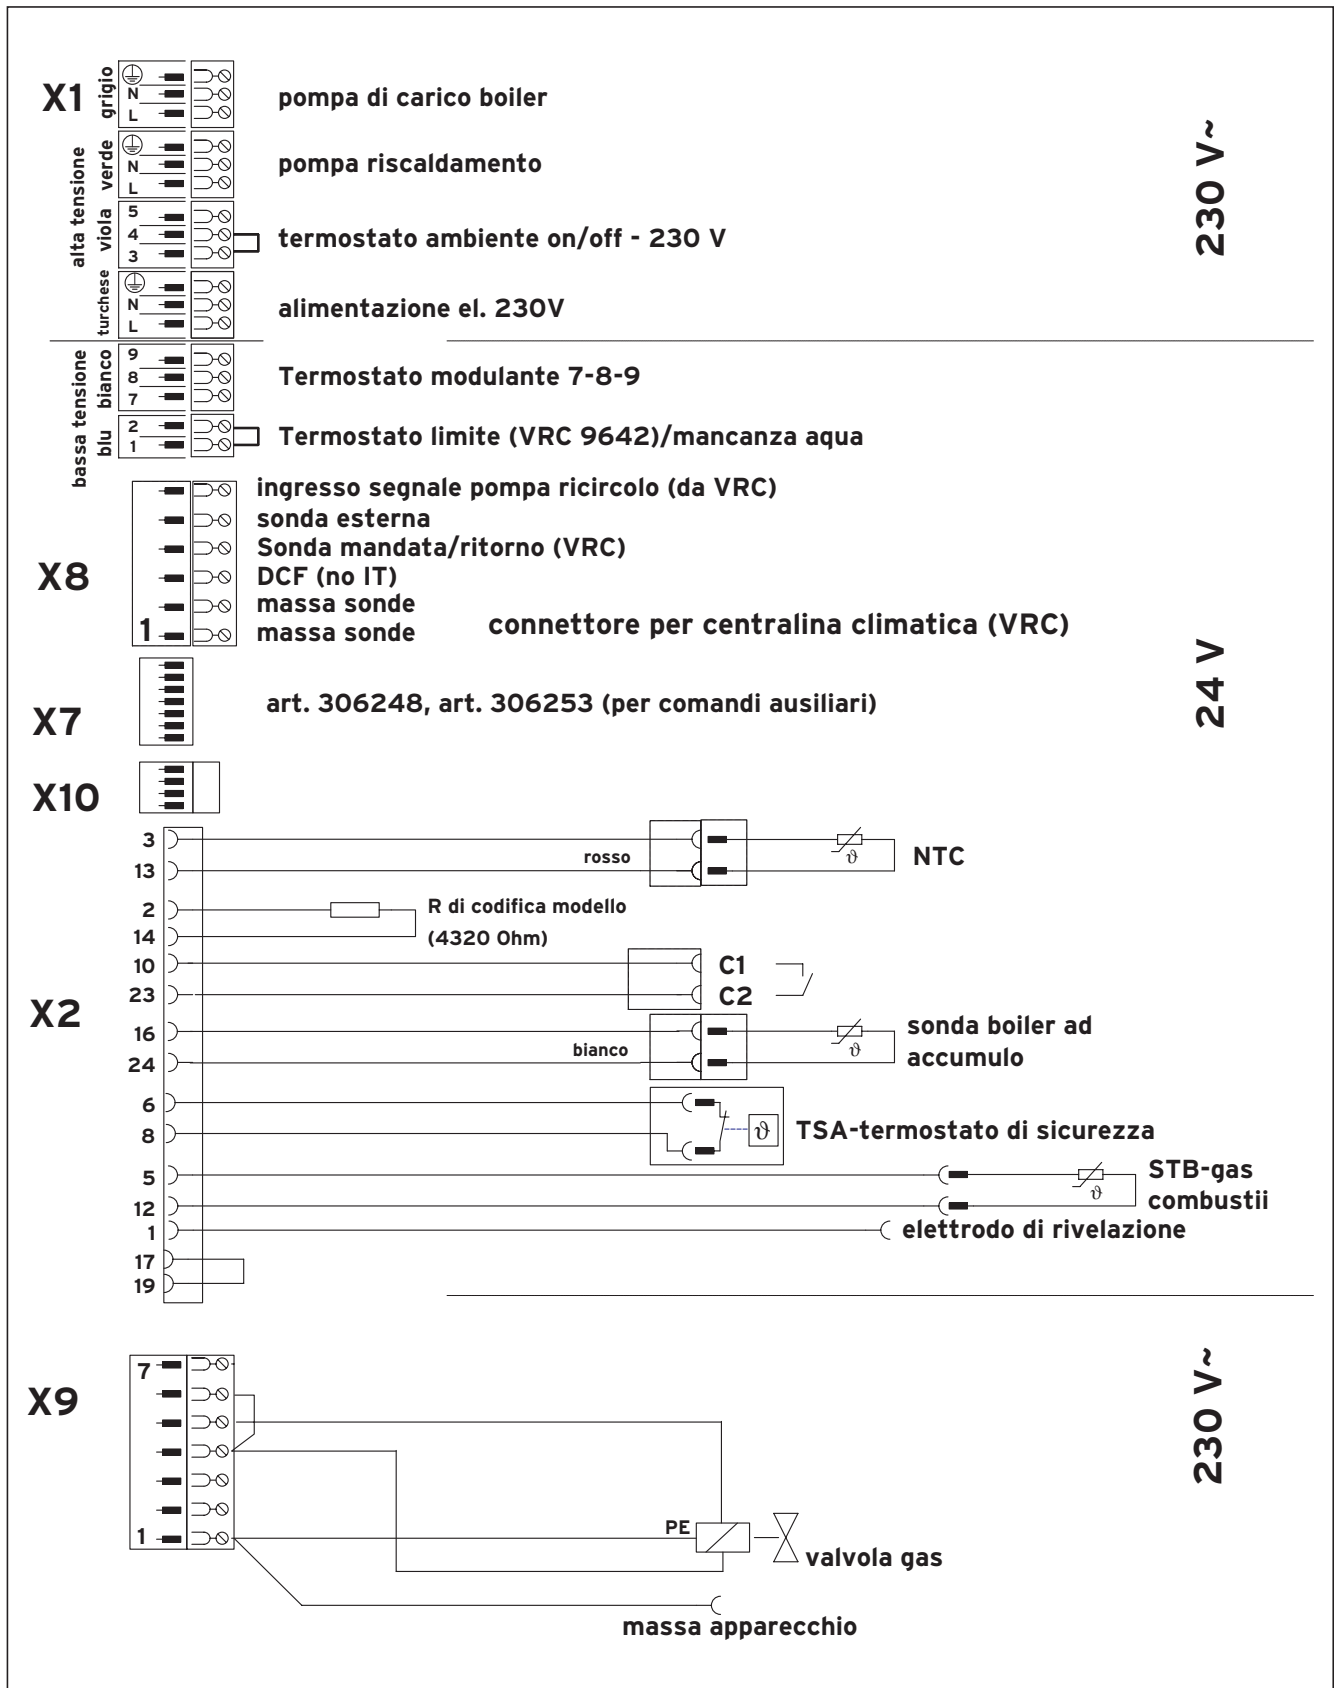 X1
grigio
N
L
pompa di carico boiler
230 V~
alta tensione
verde
N
L
pompa riscaldamento
viola
5
4
3
termostato ambiente on/off - 230 V
turchese
N
L
alimentazione el. 230V
bassa tensione
bianco
9
8
7
Termostato modulante 7-8-9
blu
2
1
Termostato limite (VRC 9642)/mancanza aqua
X8
ingresso segnale pompa ricircolo (da VRC)
sonda esterna
Sonda mandata/ritorno (VRC)
DCF (no IT)
massa sonde
1
massa sonde
connettore per centralina climatica (VRC)
24 V
X7
art. 306248, art. 306253 (per comandi ausiliari)
X10
X2
3
13
rosso
ϑ
NTC
2
14
R di codifica modello
(4320 Ohm)
10
23
C1
C2
16
24
bianco
ϑ
sonda boiler ad
accumulo
6
8
ϑ
TSA-termostato di sicurezza
5
12
ϑ
STB-gas
combustii
1
elettrodo di rivelazione
17
19
X9
7
1
230 V~
PE
valvola gas
massa apparecchio